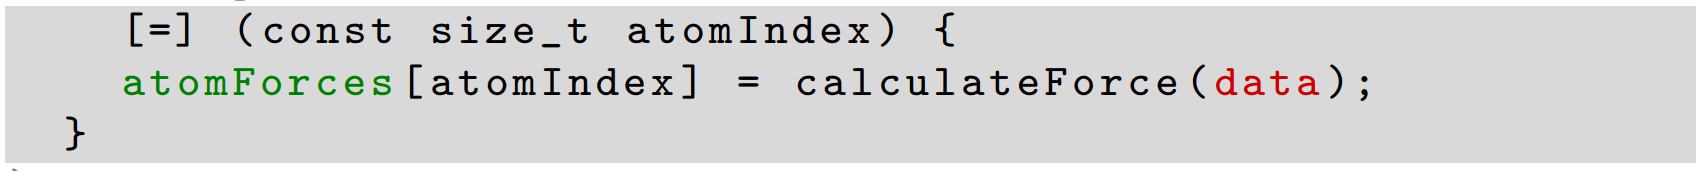 [=] (const size_t atomIndex) {
atomForces[atomIndex] = calculateForce(data);
}